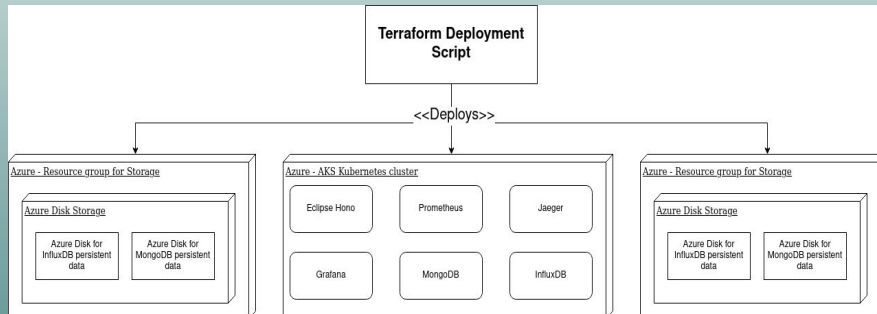 Terraform Deployment
Script
<<Deploys>>
Azure - Resource group for Storage
Azure Disk Storage
Azure Disk for
InfluxDB persistent
data
Azure Disk for
MongoDB persistent
data
Azure - AKS Kubernetes cluster
Eclipse Hono
Prometheus
Jaeger
Grafana
MongoDB
InfluxDB
Azure - Resource group for Storage
Azure Disk Storage
Azure Disk for
InfluxDB persistent
data
Azure Disk for
MongoDB persistent
data